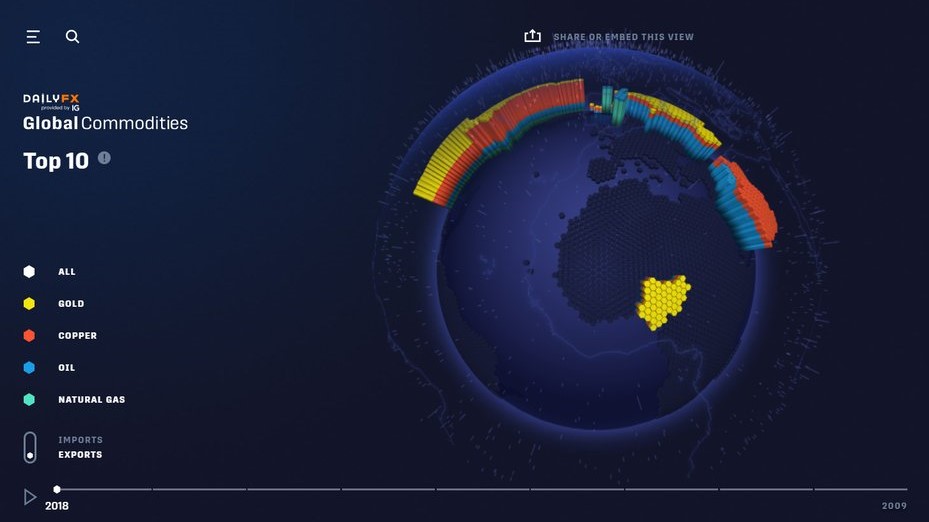 SHARE OR EMBED THIS VIEW
DAILYFX
provided by IG
Global Commodities
Top 10 !
ALL
GOLD
COPPER
OIL
NATURAL GAS
IMPORTS
EXPORTS
2018
2009